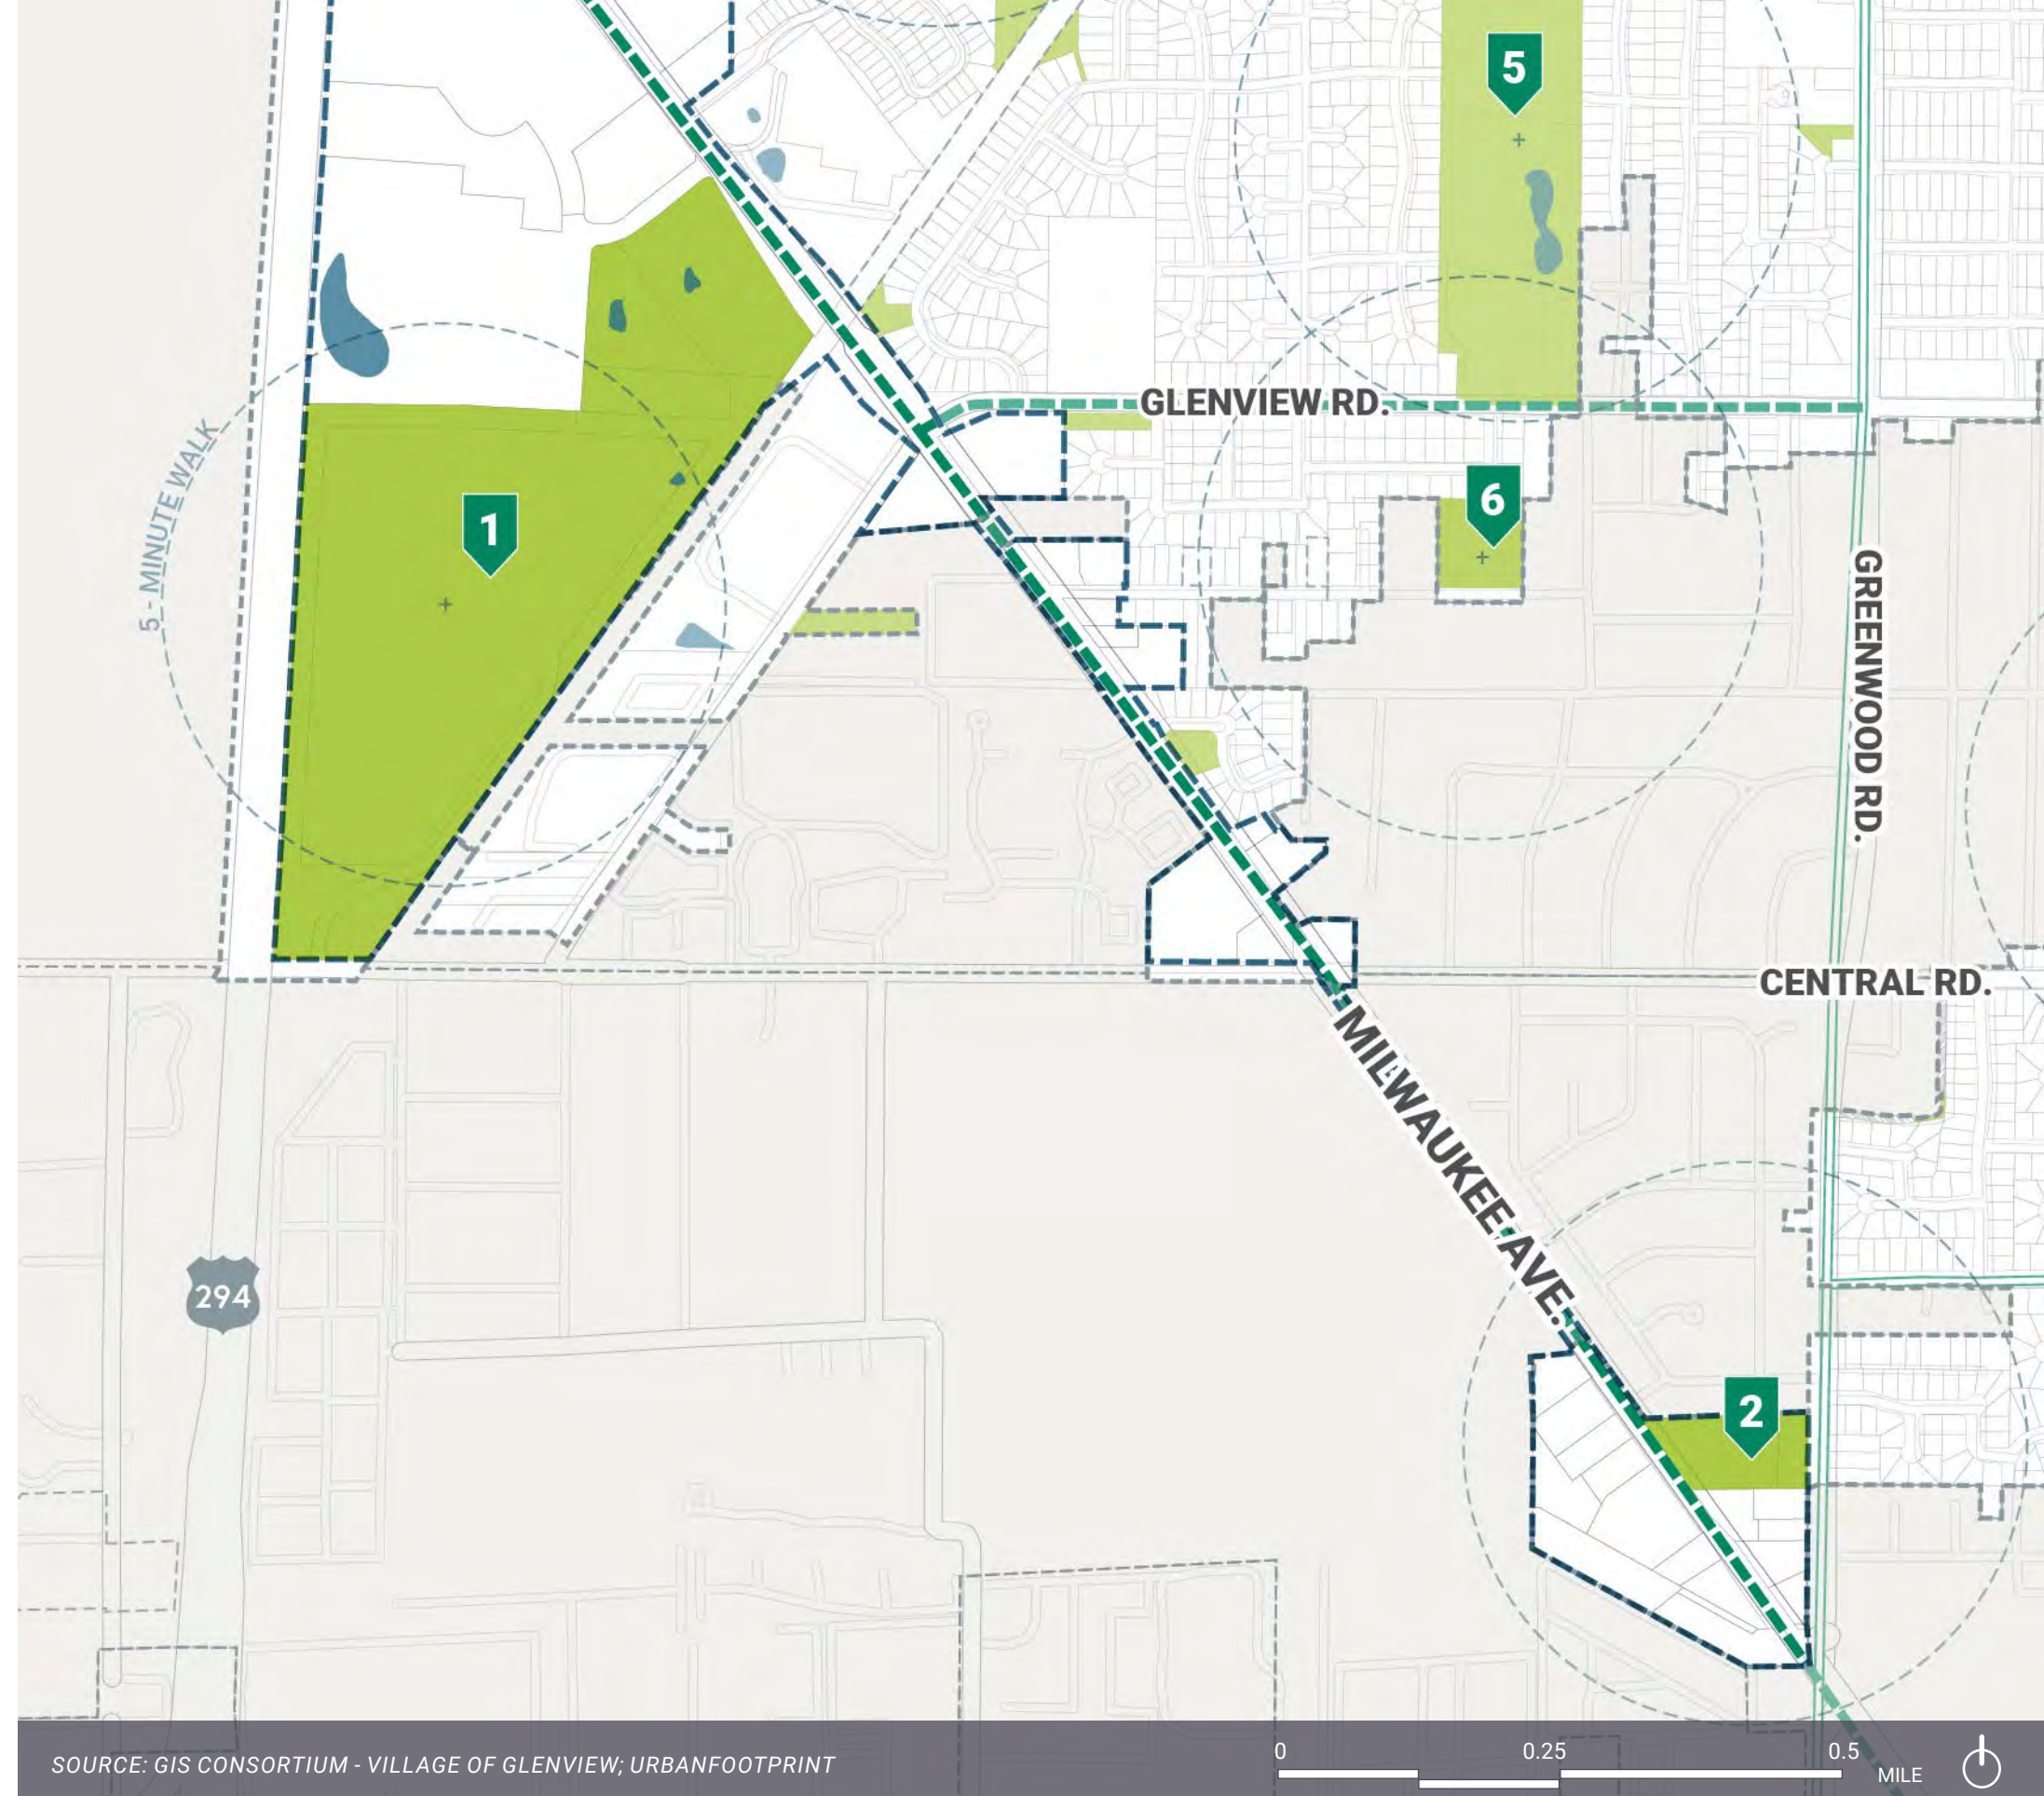 5
GLENVIEW RD.
5 - MINUTE WALK
1
6
GREENWOOD RD.
CENTRAL RD.
MILWAUKEE AVE.
294
2
SOURCE: GIS CONSORTIUM - VILLAGE OF GLENVIEW; URBANFOOTPRINT
0 0.25 0.5
MILE